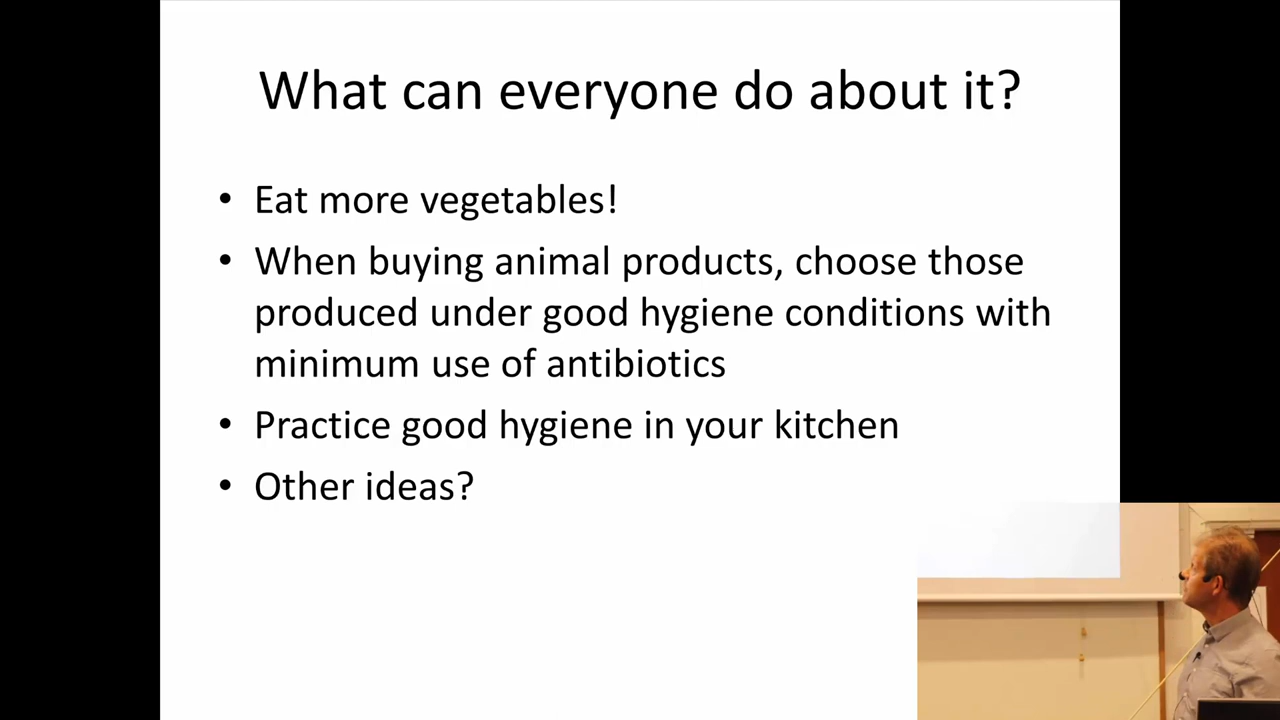 What can everyone do about it?
• Eat more vegetables!
• When buying animal products, choose those
produced under good hygiene conditions with
minimum use of antibiotics
• Practice good hygiene in your kitchen
• Other ideas?